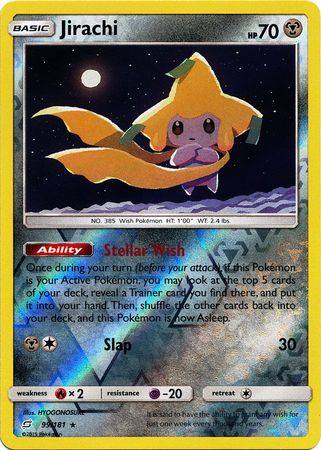 BASIC Jirachi HP 70
NO. 385 Wish Pokémon HT: 1'00" WT: 2.4 lbs.
Ability Stellar Wish
Once during your turn (before your attack), if this Pokémon
is your Active Pokémon, you may look at the top 5 cards
of your deck, reveal a Trainer card you find there, and put
it into your hand. Then, shuffle the other cards back into
your deck, and this Pokémon is now Asleep.
Slap 30
weakness ×2 resistance -20 retreat
Illus. HYOGONOSUKE
It is said to have the ability to grant any wish for
just one week every thousand years.
99/181
©2019 Pokémon